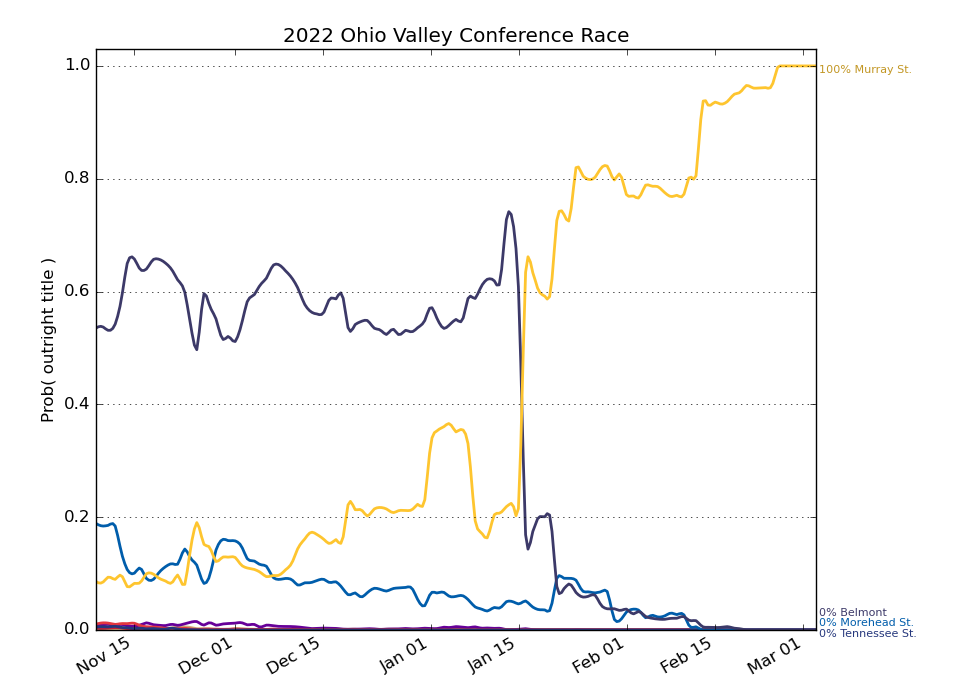 2022 Ohio Valley Conference Race
1.0
100% Murray St.
0.8
0.6
Prob( outright title )
0.4
0.2
0.0
0% Belmont
0% Morehead St.
0% Tennessee St.
Nov 15
Dec 01
Dec 15
Jan 01
Jan 15
Feb 01
Feb 15
Mar 01